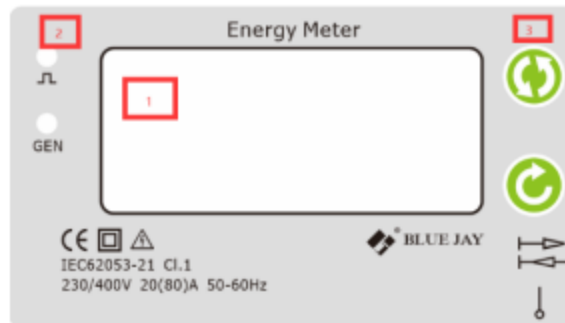 2
Energy Meter
3
1
GEN
CE
BLUE JAY
IEC62053-21 Cl.1
230/400V 20(80)A 50-60Hz